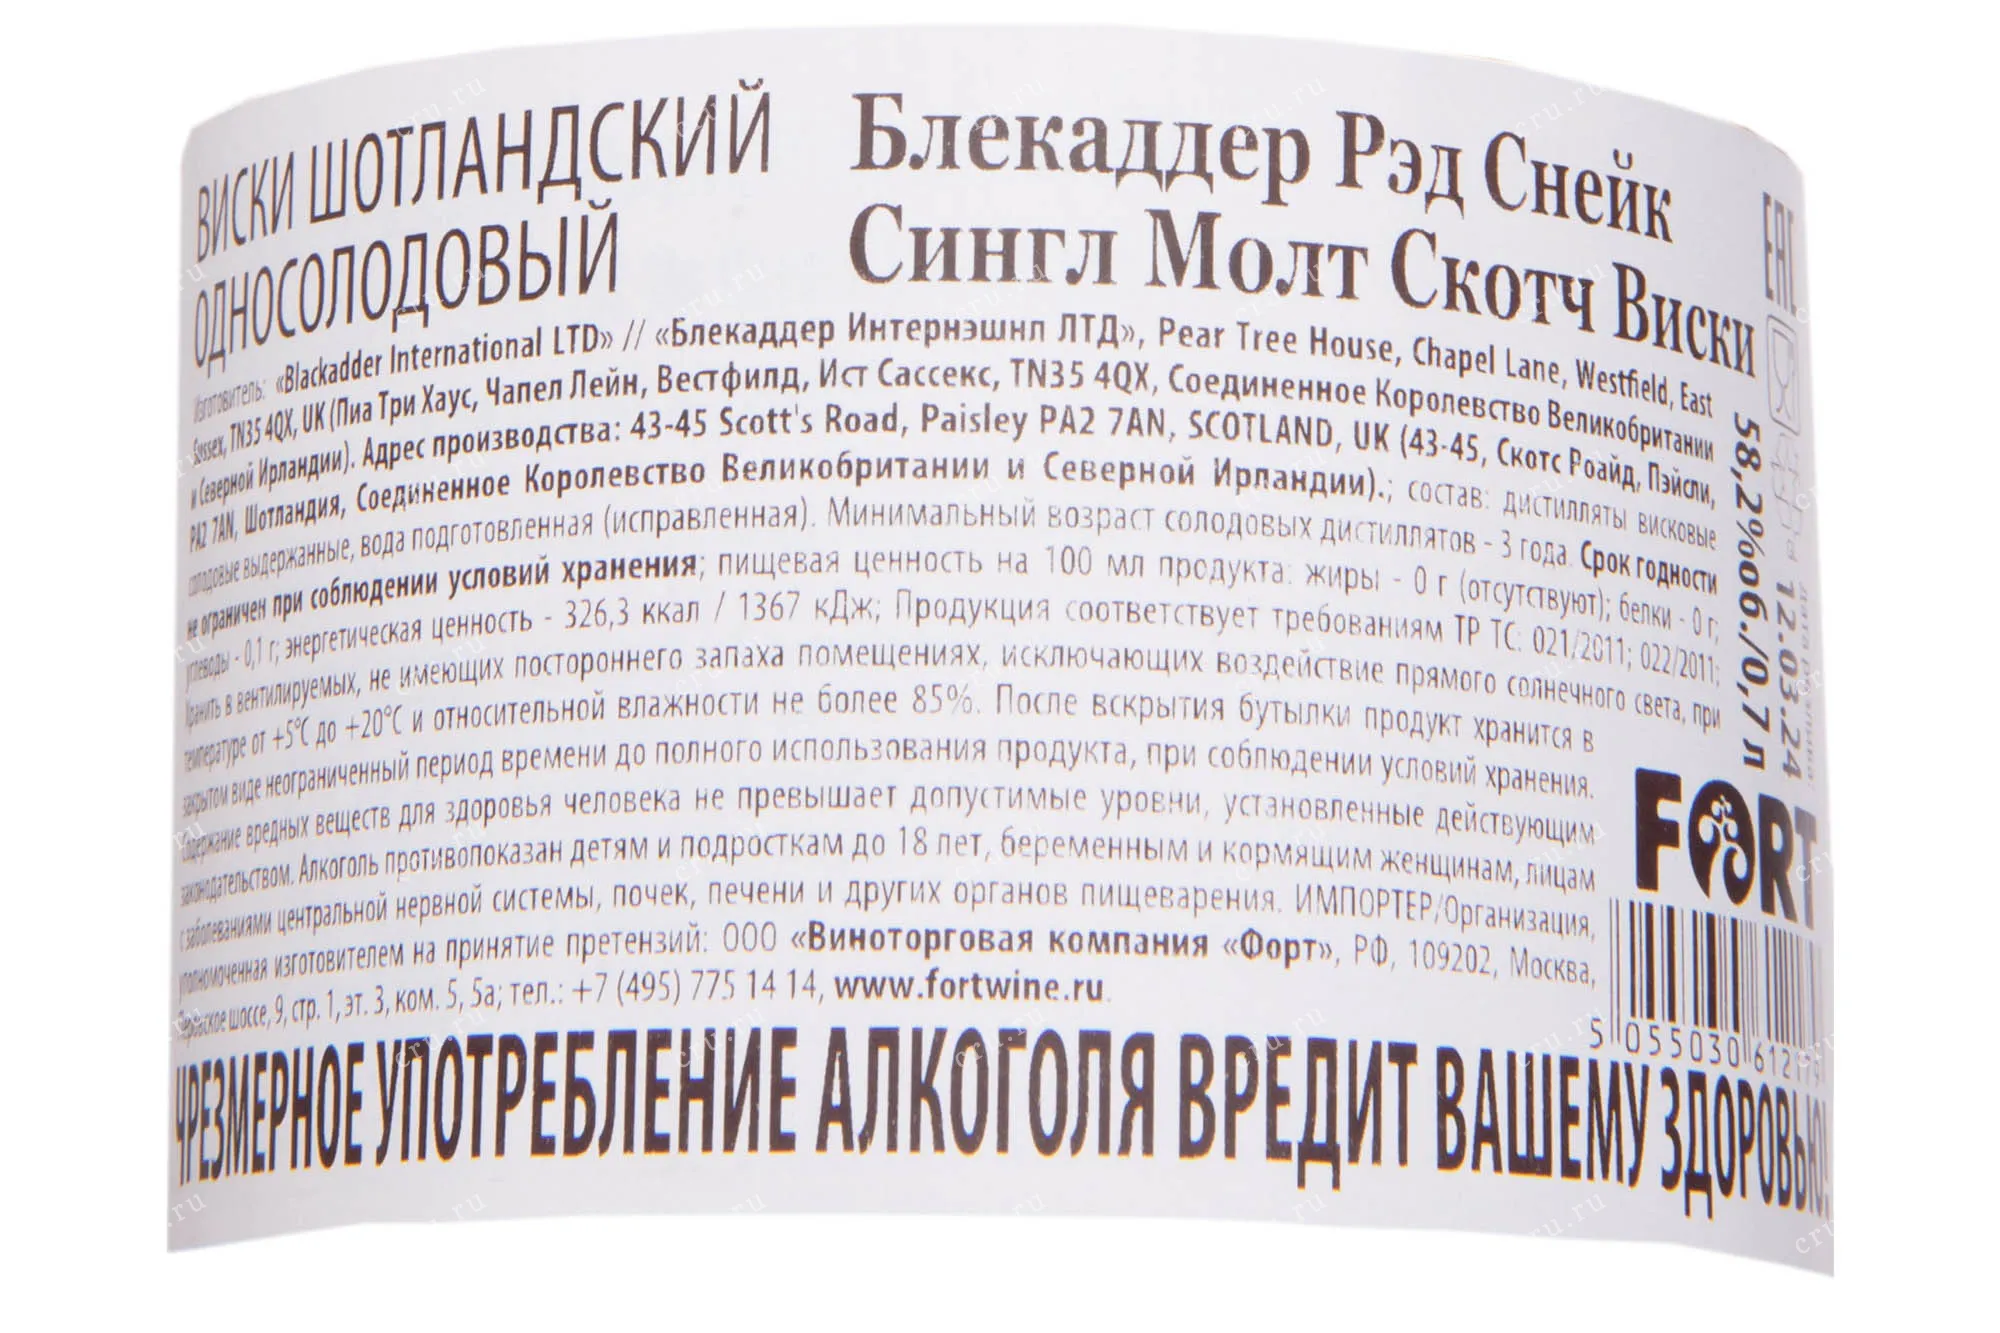 ВИСКИ ШОТЛАНДСКИЙ
ОДНОСОЛОДОВЫЙ
Блекаддер Рэд Снейк
Сингл Молт Скотч Виски
Изготовитель: «Blackadder International LTD» // «Блекаддер Интернэшнл ЛТД», Pear Tree House, Chapel Lane, Westfield, East
Sussex, TN35 4QX, UK (Пиа Три Хаус, Чапел Лейн, Вестфилд, Ист Сассекс, TN35 4QX, Соединенное Королевство Великобритании
и Северной Ирландии). Адрес производства: 43-45 Scott's Road, Paisley PA2 7AN, SCOTLAND, UK (43-45, Скотс Роайд, Пэйсли,
PA2 7AN, Шотландия, Соединенное Королевство Великобритании и Северной Ирландии).; состав: дистилляты висковые
солодовые выдержанные, вода подготовленная (исправленная). Минимальный возраст солодовых дистиллятов - 3 года. Срок годности
не ограничен при соблюдении условий хранения; пищевая ценность на 100 мл продукта: жиры - 0 г (отсутствуют); белки - 0 г;
углеводы - 0,1 г; энергетическая ценность - 326,3 ккал / 1367 кДж; Продукция соответствует требованиям ТР ТС: 021/2011; 022/2011;
Хранить в вентилируемых, не имеющих постороннего запаха помещениях, исключающих воздействие прямого солнечного света, при
температуре от +5°C до +20°C и относительной влажности не более 85%. После вскрытия бутылки продукт хранится в
закрытом виде неограниченный период времени до полного использования продукта, при соблюдении условий хранения.
Содержание вредных веществ для здоровья человека не превышает допустимые уровни, установленные действующим
законодательством. Алкоголь противопоказан детям и подросткам до 18 лет, беременным и кормящим женщинам, лицам
с заболеваниями центральной нервной системы, почек, печени и других органов пищеварения. ИМПОРТЕР/Организация,
уполномоченная изготовителем на принятие претензий: ООО «Виноторговая компания «Форт», РФ, 109202, Москва,
Перовское шоссе, 9, стр. 1, эт. 3, ком. 5, 5а; тел.: +7 (495) 775 14 14, www.fortwine.ru.
ЧРЕЗМЕРНОЕ УПОТРЕБЛЕНИЕ АЛКОГОЛЯ ВРЕДИТ ВАШЕМУ ЗДОРОВЬЮ!
EAC
58,2%об./0,7 л
Дата розлива:
12.03.24
FORT
5 055030 612
cru.ru